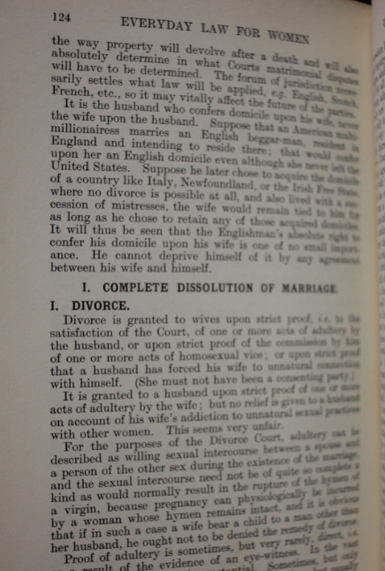 124 EVERYDAY LAW FOR WOMEN
the way property will devolve after a death and will also
absolutely determine in what Courts matrimonial disputes
will have to be determined. The forum of jurisdiction neces-
sarily settles what law will be applied, e.g. English, Scotch,
French, etc., so it may vitally affect the future of the parties.
It is the husband who confers domicile upon his wife, never
the wife upon the husband. Suppose that an American multi-
millionairess marries an English beggar-man, resident in
England and intending to reside there; that would confer
upon her an English domicile even although she never left the
United States. Suppose he later chose to acquire the domicile
of a country like Italy, Newfoundland, or the Irish Free State,
where no divorce is possible at all, and also lived with a suc-
cession of mistresses, the wife would remain tied to him for
as long as he chose to retain any of those acquired domiciles.
It will thus be seen that the Englishman's absolute right to
confer his domicile upon his wife is one of no small import-
ance. He cannot deprive himself of it by any agreement
between his wife and himself.
I. COMPLETE DISSOLUTION OF MARRIAGE.
I. DIVORCE.
Divorce is granted to wives upon strict proof, i.e. to the
satisfaction of the Court, of one or more acts of adultery by
the husband, or upon strict proof of the commission by him
of one or more acts of homosexual vice; or upon strict proof
that a husband has forced his wife to unnatural connection
with himself. (She must not have been a consenting party.)
It is granted to a husband upon strict proof of one or more
acts of adultery by the wife; but no relief is given to a husband
on account of his wife's addiction to unnatural sexual practices
with other women. This seems very unfair.
For the purposes of the Divorce Court, adultery can be
described as willing sexual intercourse between a spouse and
a person of the other sex during the existence of the marriage,
and the sexual intercourse need not be of quite so complete a
kind as would normally result in the rupture of the hymen of
a virgin, because pregnancy can physiologically be incurred
by a woman whose hymen remains intact, and it is obvious
that if in such a case a wife bear a child to a man other than
her husband, he ought not to be denied the remedy of divorce.
Proof of adultery is sometimes, but very rarely, direct, i.e.
result of the evidence of an eye-witness. In the
Sometimes, but only